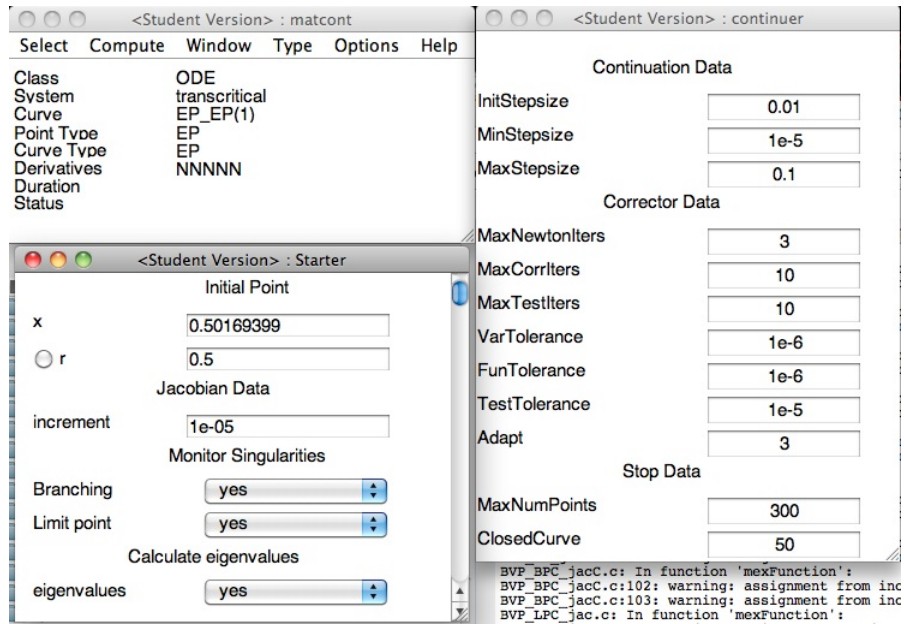 <Student Version> : matcont
Select Compute Window Type Options Help
Class ODE
System transcritical
Curve EP_EP(1)
Point Type EP
Curve Type EP
Derivatives NNNNN
Duration
Status
<Student Version> : Starter
Initial Point
x 0.50169399
r 0.5
Jacobian Data
increment 1e-05
Monitor Singularities
Branching yes
Limit point yes
Calculate eigenvalues
eigenvalues yes
<Student Version> : continuer
Continuation Data
InitStepsize 0.01
MinStepsize 1e-5
MaxStepsize 0.1
Corrector Data
MaxNewtonIters 3
MaxCorrIters 10
MaxTestIters 10
VarTolerance 1e-6
FunTolerance 1e-6
TestTolerance 1e-5
Adapt 3
Stop Data
MaxNumPoints 300
ClosedCurve 50
BVP_BPC_jacC.c: In function 'mexFunction':
BVP_BPC_jacC.c:102: warning: assignment from inc
BVP_BPC_jacC.c:103: warning: assignment from inc
BVP_LPC_jac.c: In function 'mexFunction':